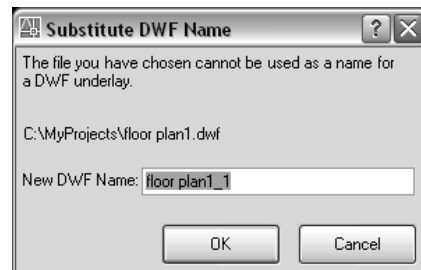 Substitute DWF Name
The file you have chosen cannot be used as a name for
a DWF underlay.
C:\MyProjects\floor plan1.dwf
New DWF Name: floor plan1_1
OK Cancel